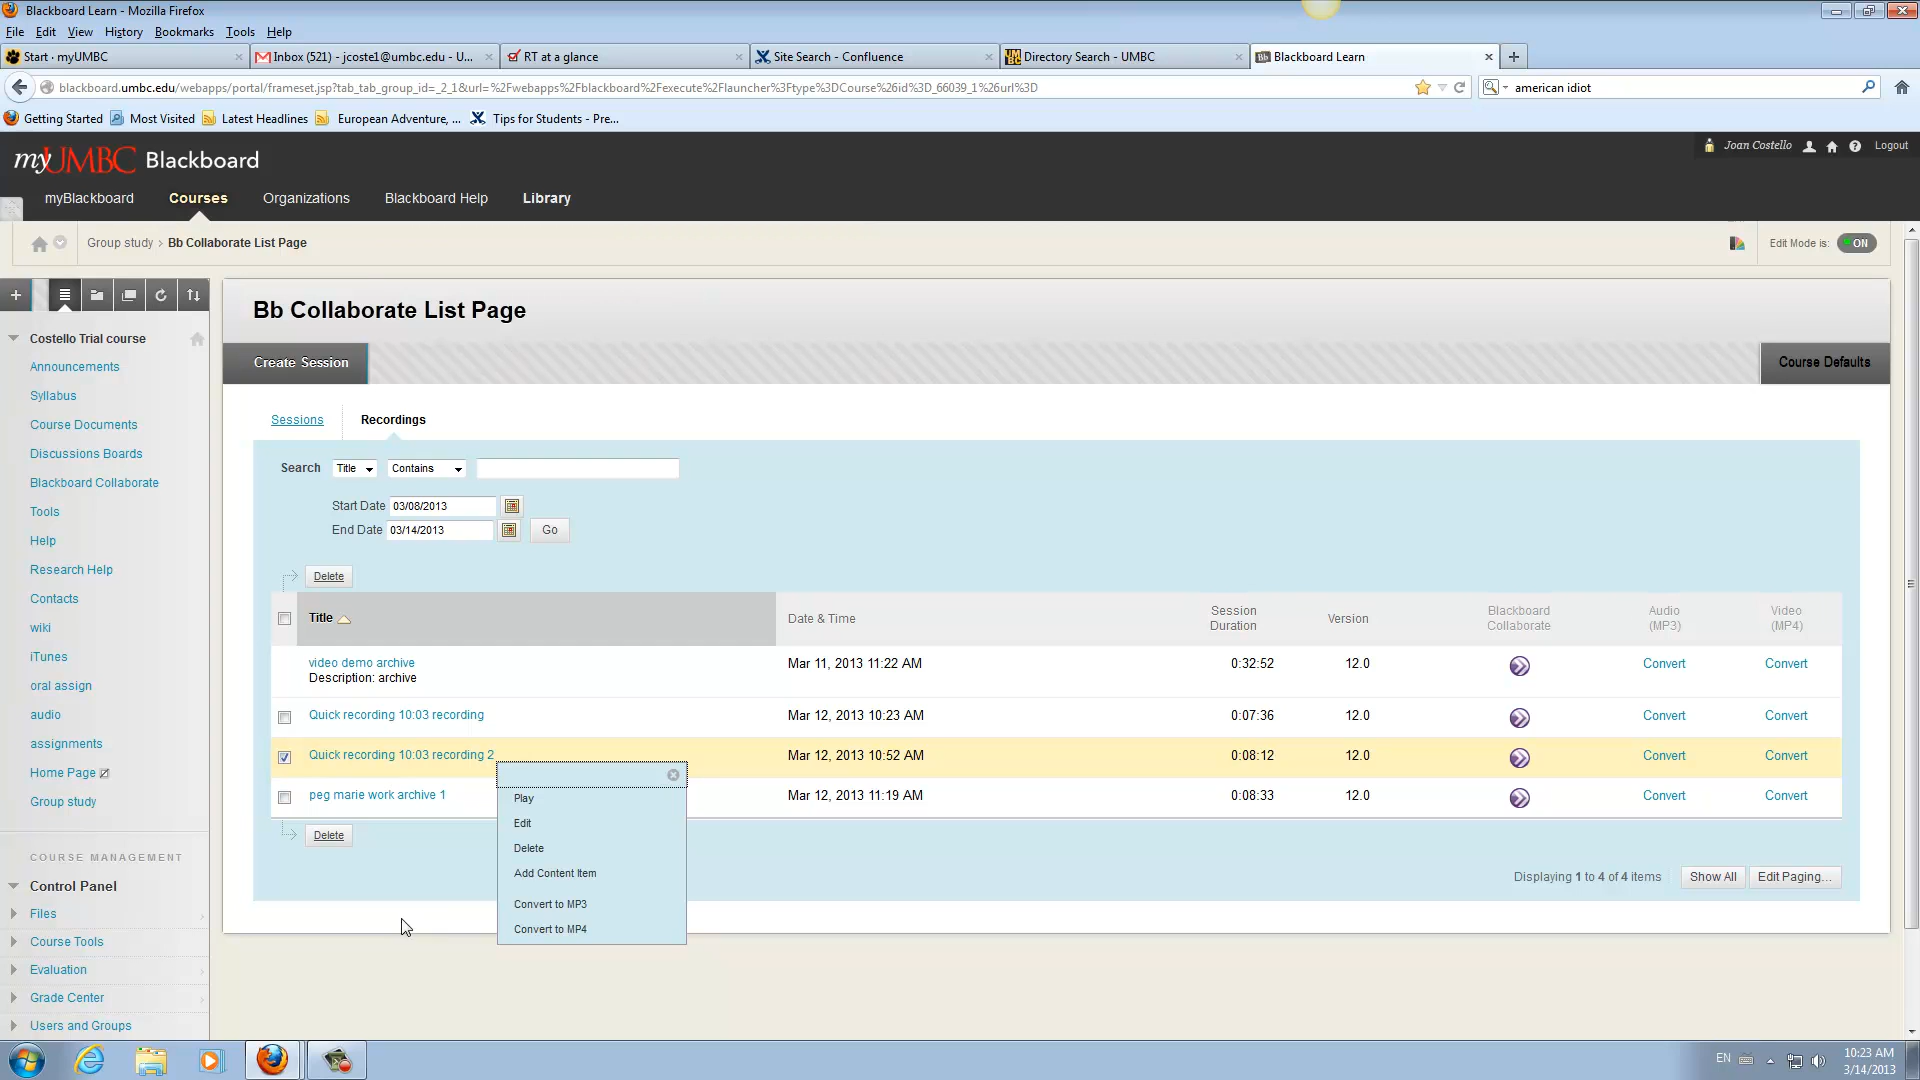 Blackboard Learn - Mozilla Firefox
File Edit View History Bookmarks Tools Help
Start · myUMBC
Inbox (521) - jcoste1@umbc.edu - U...
RT at a glance
Site Search - Confluence
Directory Search - UMBC
Bb Blackboard Learn
blackboard.umbc.edu/webapps/portal/frameset.jsp?tab_tab_group_id=_2_1&url=%2Fwebapps%2Fblackboard%2Fexecute%2Flauncher%3Ftype%3DCourse%26id%3D_66039_1%26url%3D
american idiot
Getting Started Most Visited Latest Headlines European Adventure, ... Tips for Students - Pre...
myUMBC Blackboard
Joan Costello Logout
myBlackboard Courses Organizations Blackboard Help Library
Group study > Bb Collaborate List Page
Edit Mode is: ON
Costello Trial course
Announcements
Syllabus
Course Documents
Discussions Boards
Blackboard Collaborate
Tools
Help
Research Help
Contacts
wiki
iTunes
oral assign
audio
assignments
Home Page
Group study
COURSE MANAGEMENT
Control Panel
Files
Course Tools
Evaluation
Grade Center
Users and Groups
Bb Collaborate List Page
Create Session
Course Defaults
Sessions Recordings
Search Title Contains
Start Date 03/08/2013
End Date 03/14/2013 Go
Delete
Title Date & Time Session Duration Version Blackboard Collaborate Audio (MP3) Video (MP4)
video demo archive Mar 11, 2013 11:22 AM 0:32:52 12.0 Convert Convert
Description: archive
Quick recording 10:03 recording Mar 12, 2013 10:23 AM 0:07:36 12.0 Convert Convert
Quick recording 10:03 recording 2 Mar 12, 2013 10:52 AM 0:08:12 12.0 Convert Convert
peg marie work archive 1 Mar 12, 2013 11:19 AM 0:08:33 12.0 Convert Convert
Delete
Play
Edit
Delete
Add Content Item
Convert to MP3
Convert to MP4
Displaying 1 to 4 of 4 items Show All Edit Paging...
EN
10:23 AM
3/14/2013